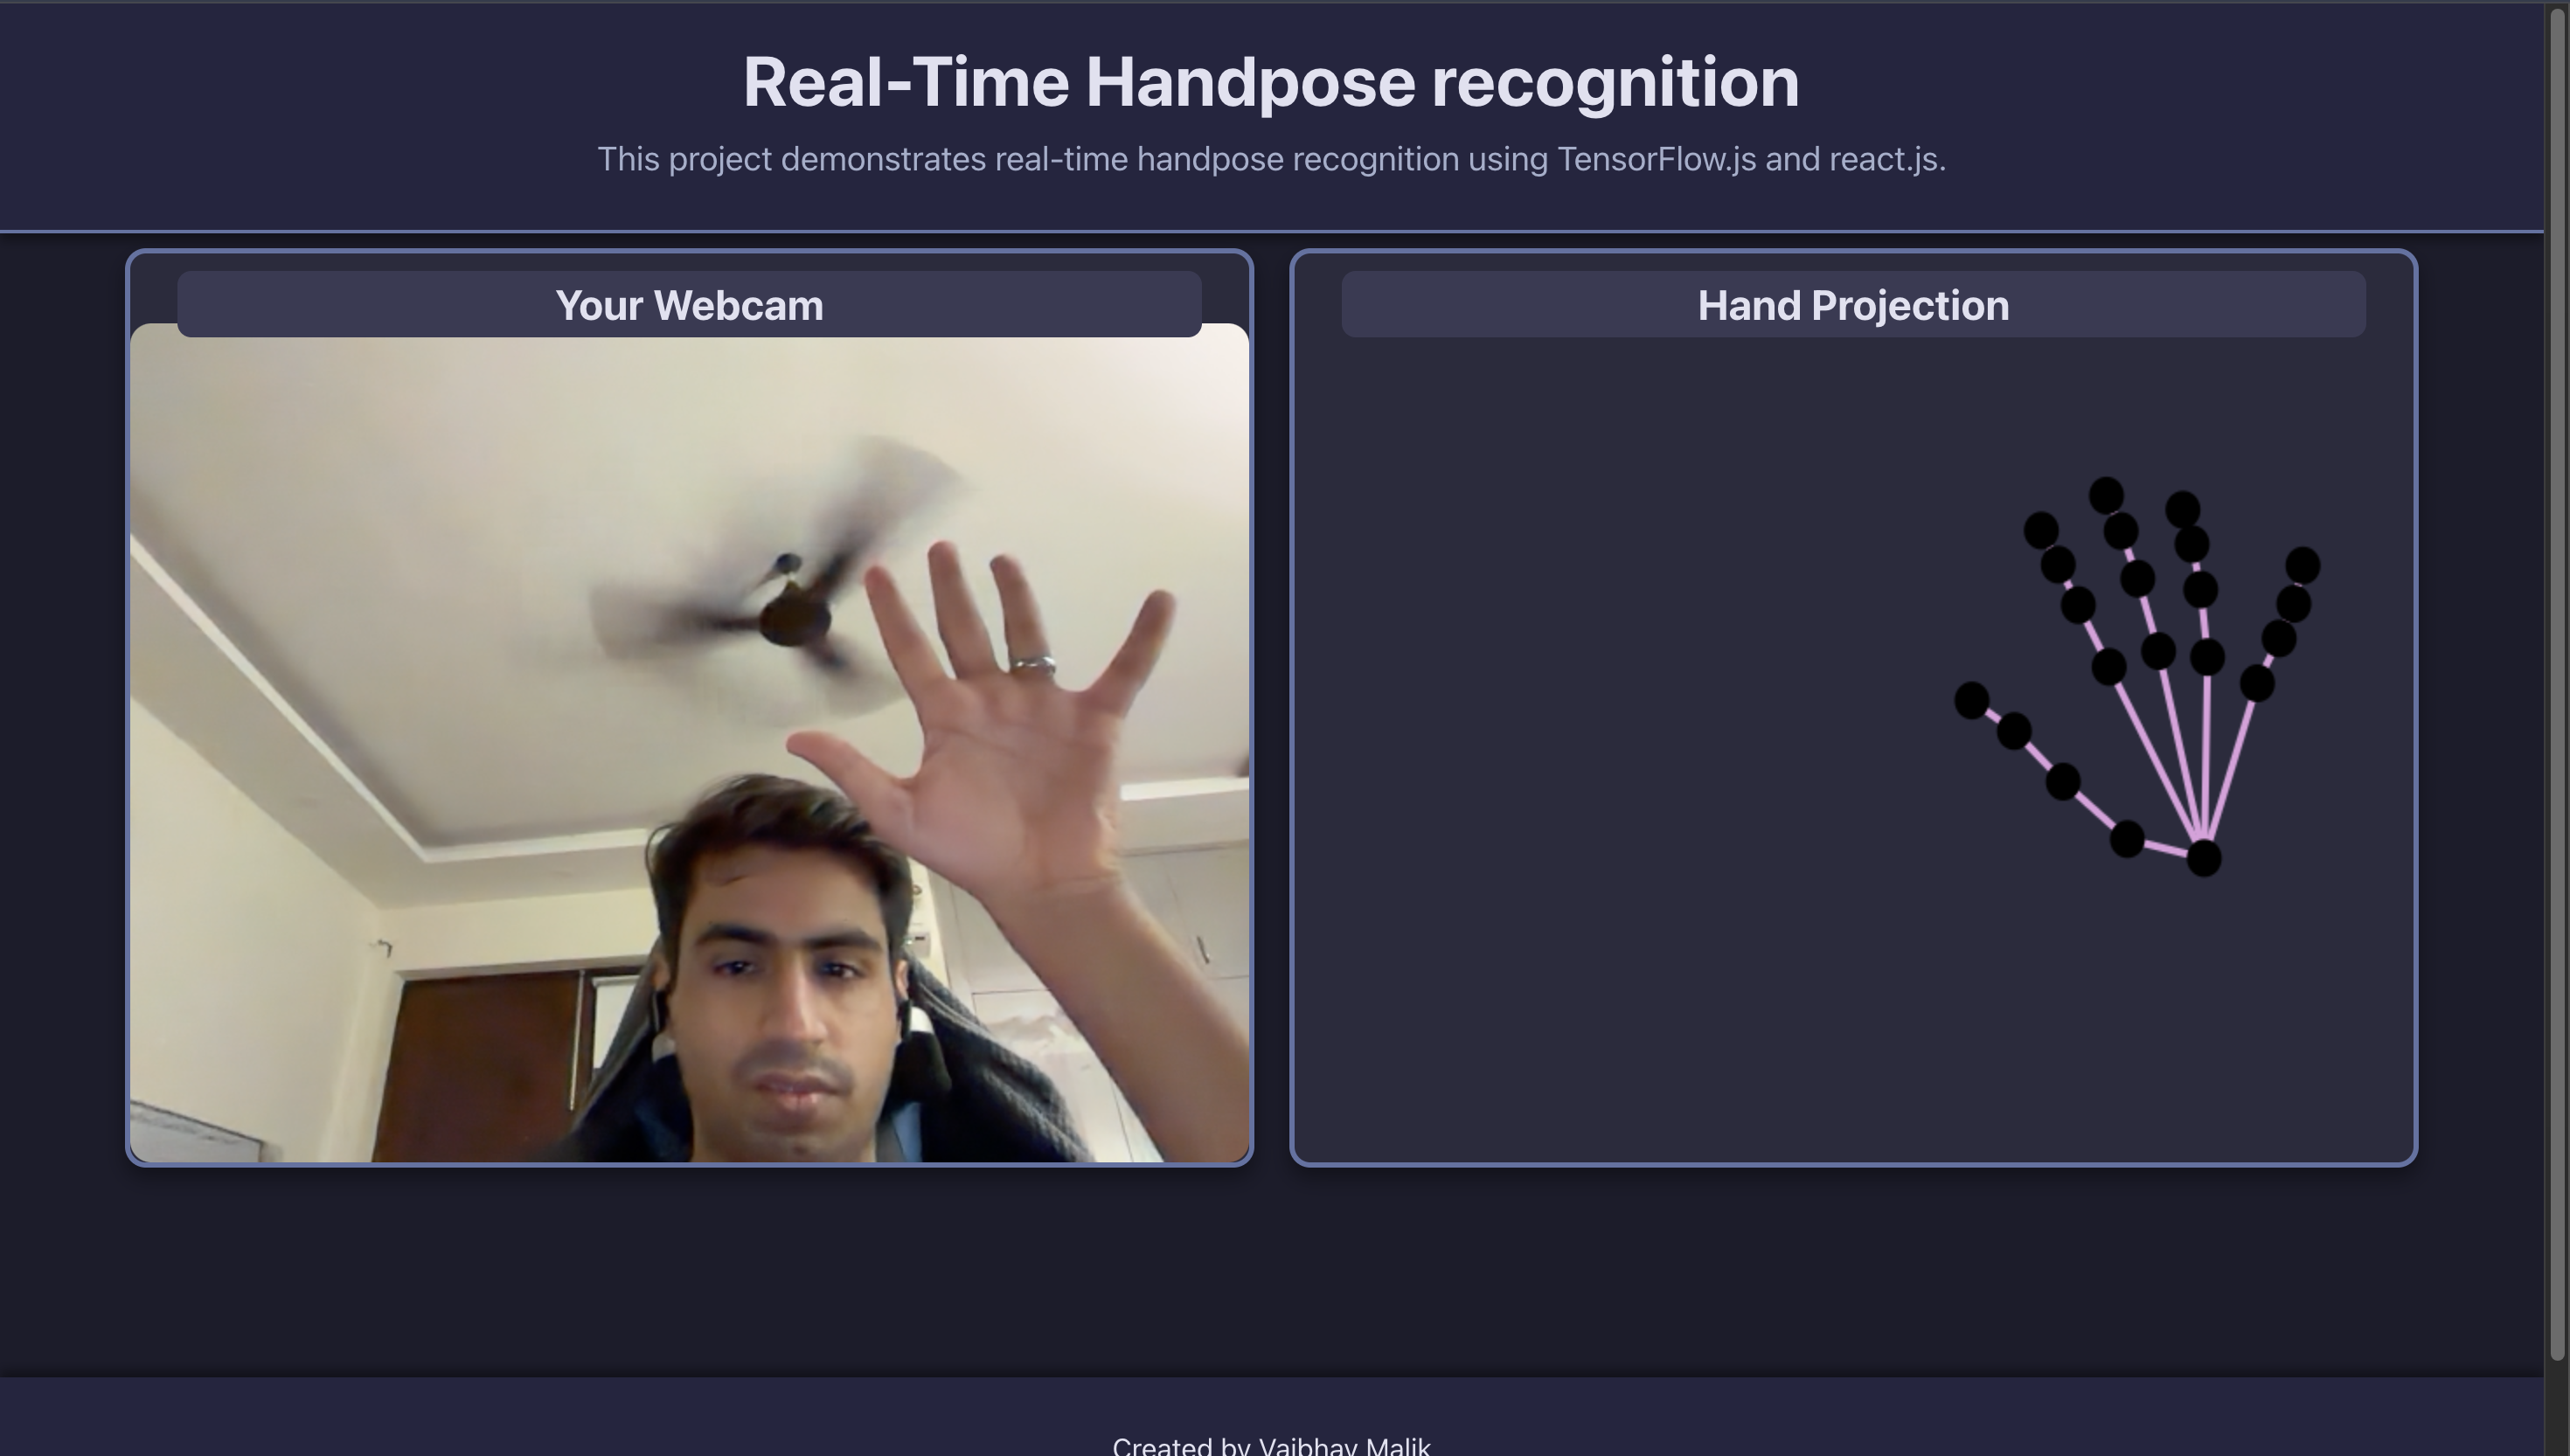 Real-Time Handpose recognition
This project demonstrates real-time handpose recognition using TensorFlow.js and react.js.
Your Webcam
Hand Projection
Created by Vaibhav Malik